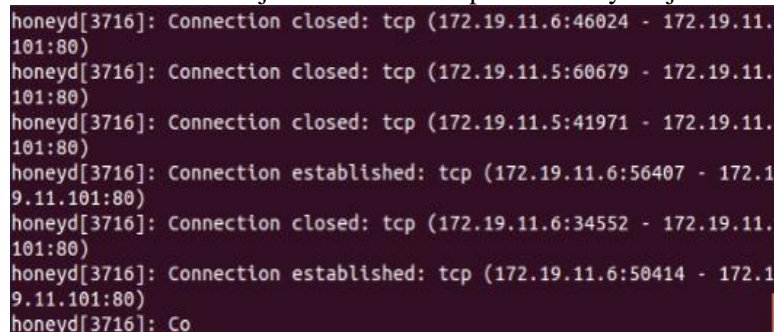 honeyd[3716]: Connection closed: tcp (172.19.11.6:46024 - 172.19.11.
101:80)
honeyd[3716]: Connection closed: tcp (172.19.11.5:60679 - 172.19.11.
101:80)
honeyd[3716]: Connection closed: tcp (172.19.11.5:41971 - 172.19.11.
101:80)
honeyd[3716]: Connection established: tcp (172.19.11.6:56407 - 172.1
9.11.101:80)
honeyd[3716]: Connection closed: tcp (172.19.11.6:34552 - 172.19.11.
101:80)
honeyd[3716]: Connection established: tcp (172.19.11.6:50414 - 172.1
9.11.101:80)
honeyd[3716]: Co